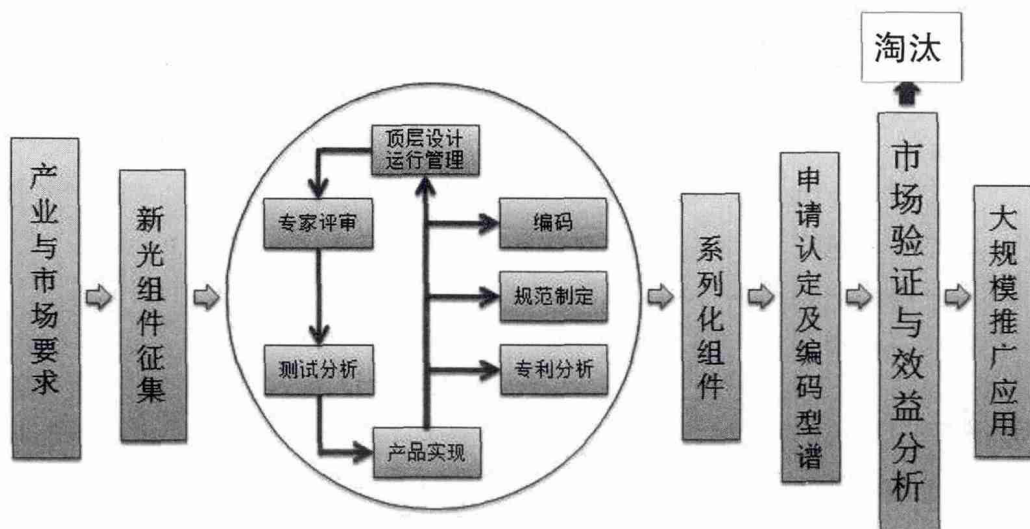 淘汰
产业与市场要求
新光组件征集
顶层设计
运行管理
专家评审
测试分析
产品实现
编码
规范制定
专利分析
系列化组件
申请认定及编码型谱
市场验证与效益分析
大规模推广应用